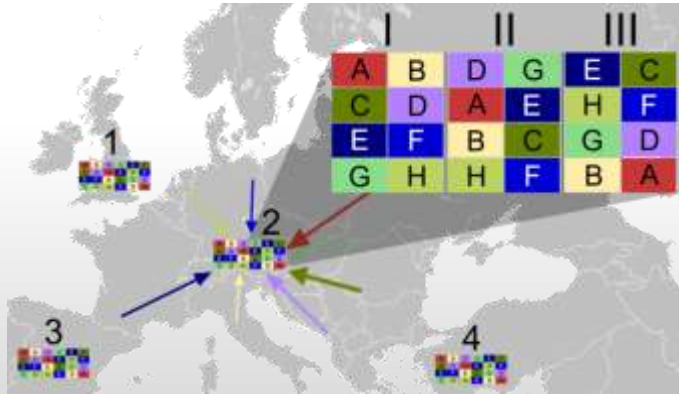 I II III
A B D G E C
C D A E H F
E F B C G D
G H H F B A
1
2
3
4